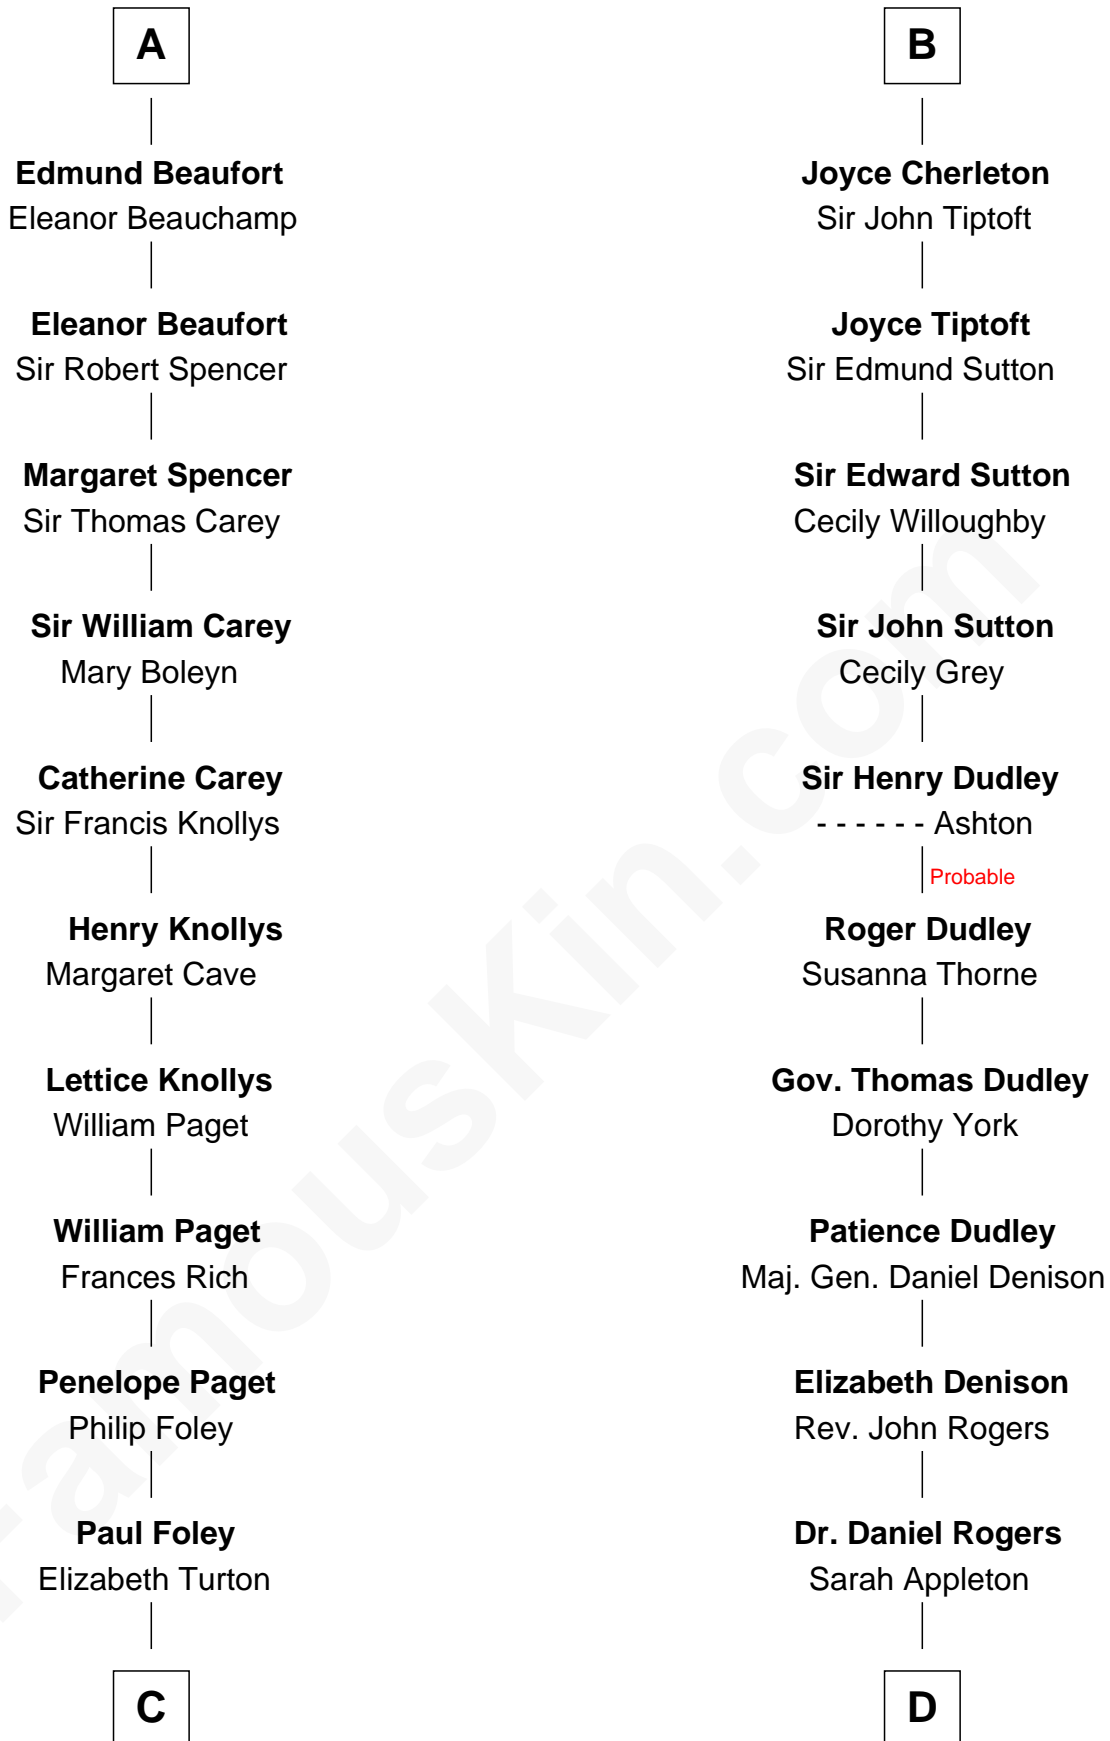 A
Edmund Beaufort
Eleanor Beauchamp
Eleanor Beaufort
Sir Robert Spencer
Margaret Spencer
Sir Thomas Carey
Sir William Carey
Mary Boleyn
Catherine Carey
Sir Francis Knollys
Henry Knollys
Margaret Cave
Lettice Knollys
William Paget
William Paget
Frances Rich
Penelope Paget
Philip Foley
Paul Foley
Elizabeth Turton
C
B
Joyce Cherleton
Sir John Tiptoft
Joyce Tiptoft
Sir Edmund Sutton
Sir Edward Sutton
Cecily Willoughby
Sir John Sutton
Cecily Grey
Sir Henry Dudley
- - - - - - Ashton
Probable
Roger Dudley
Susanna Thorne
Gov. Thomas Dudley
Dorothy York
Patience Dudley
Maj. Gen. Daniel Denison
Elizabeth Denison
Rev. John Rogers
Dr. Daniel Rogers
Sarah Appleton
D
FamousKin.com